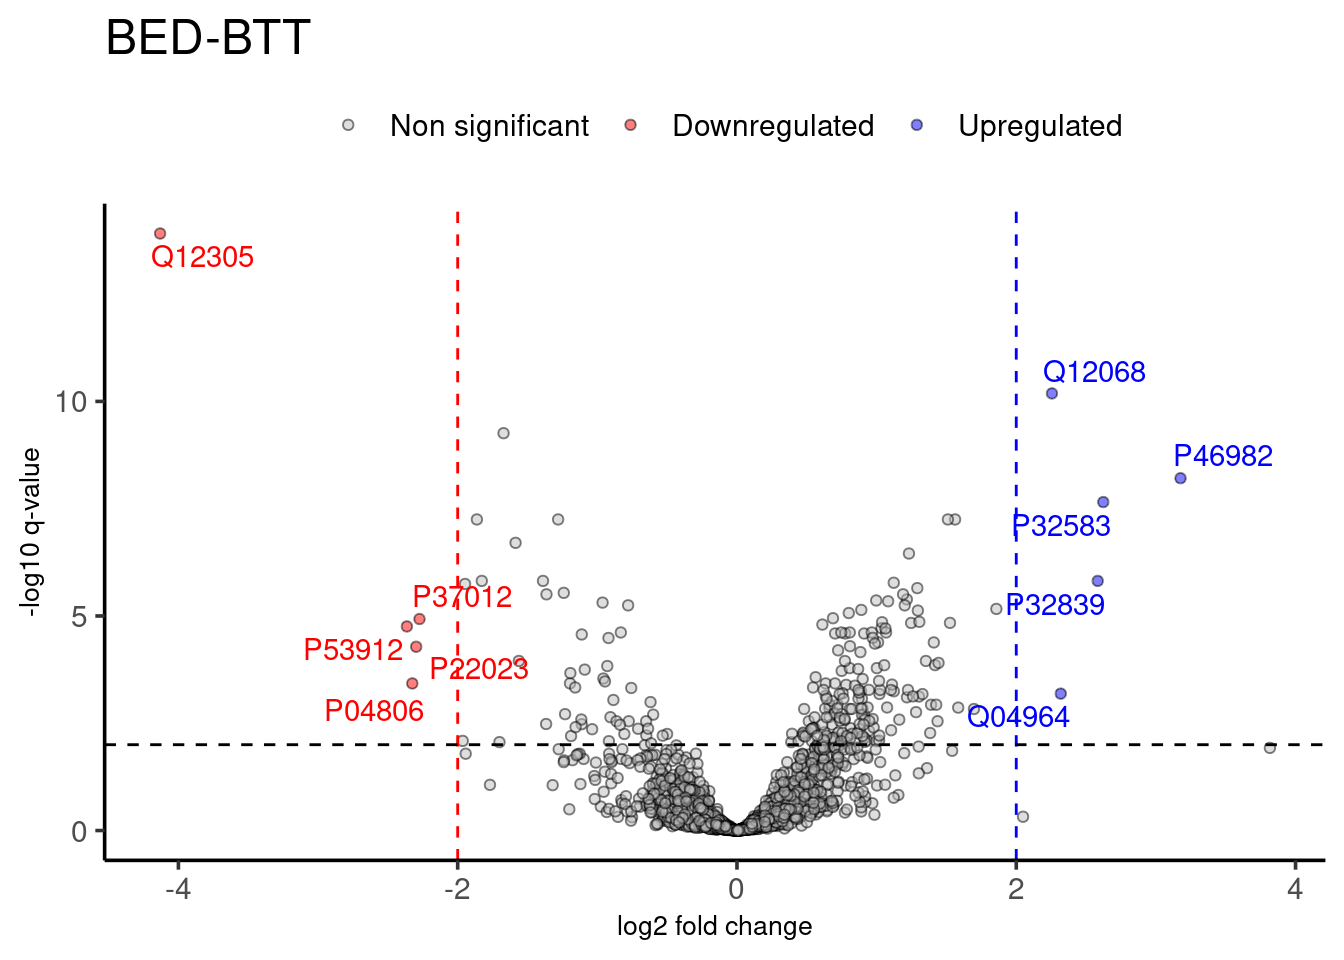 BED-BTT
Non significant
Downregulated
Upregulated
Q12305
Q12068
10
P46982
P32583
-log10 q-value
P37012
P32839
5
P53912
P22023
P04806
Q04964
0
-4
-2
0
2
4
log2 fold change